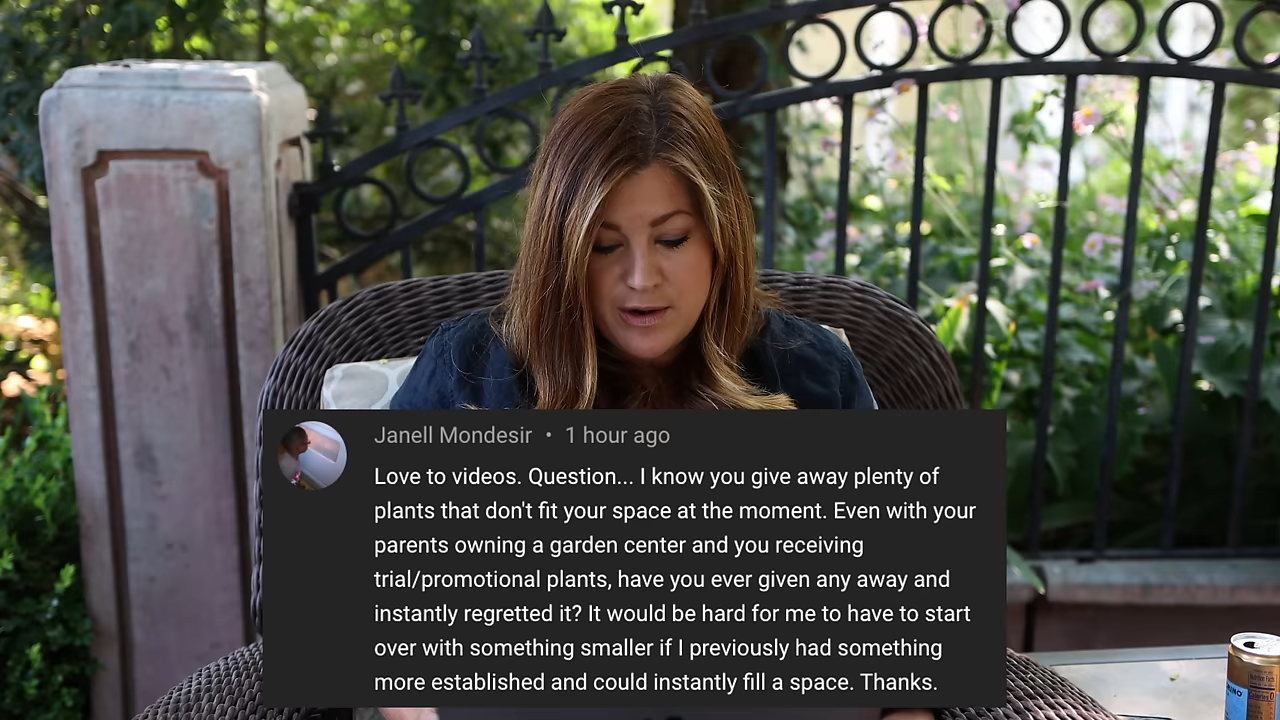 Janell Mondesir • 1 hour ago
Love to videos. Question... I know you give away plenty of
plants that don't fit your space at the moment. Even with your
parents owning a garden center and you receiving
trial/promotional plants, have you ever given any away and
instantly regretted it? It would be hard for me to have to start
over with something smaller if I previously had something
more established and could instantly fill a space. Thanks.